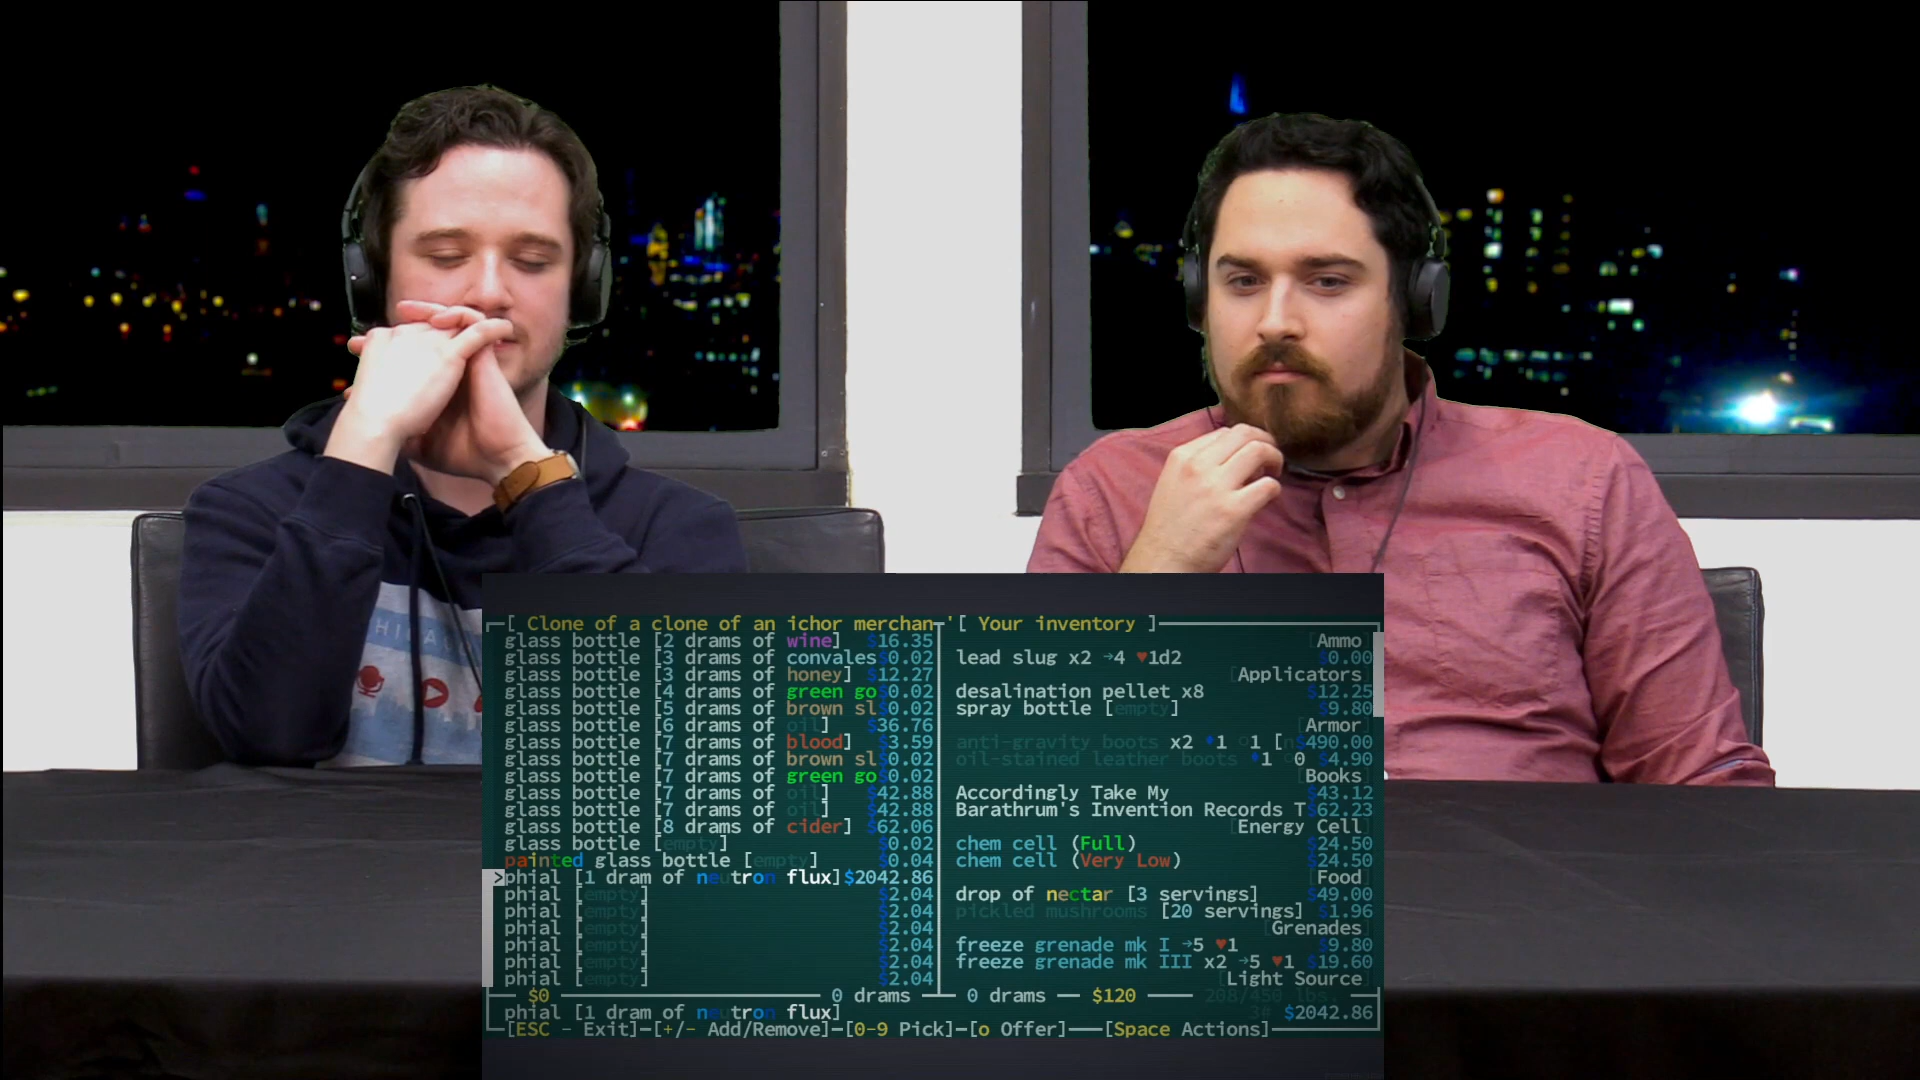 [ Clone of a clone of an ichor merchan
glass bottle [2 drams of wine] $16.35
glass bottle [3 drams of convales$0.02
glass bottle [3 drams of honey] $12.27
glass bottle [4 drams of green go$0.02
glass bottle [5 drams of brown sl$0.02
glass bottle [6 drams of oil] $36.76
glass bottle [7 drams of blood] $3.59
glass bottle [7 drams of brown sl$0.02
glass bottle [7 drams of green go$0.02
glass bottle [7 drams of oil] $42.88
glass bottle [7 drams of oil] $42.88
glass bottle [8 drams of cider] $62.06
glass bottle [empty] $0.02
painted glass bottle [empty] $0.04
>phial [1 dram of neutron flux]$2042.86
phial [empty] $2.04
phial [empty] $2.04
phial [empty] $2.04
phial [empty] $2.04
phial [empty] $2.04
phial [empty] $2.04
$0 0 drams
'[ Your inventory ]
[Ammo
lead slug x2 →4 ♥1d2 $0.00
[Applicators
desalination pellet x8 $12.25
spray bottle [empty] $9.80
[Armor
anti-gravity boots x2 ♦1 ○1 [n$490.00
oil-stained leather boots ♦1 ○0 $4.90
[Books
Accordingly Take My $43.12
Barathrum's Invention Records T$62.23
[Energy Cell
chem cell (Full) $24.50
chem cell (Very Low) $24.50
[Food
drop of nectar [3 servings] $49.00
pickled mushrooms [20 servings] $1.96
[Grenades
freeze grenade mk I →5 ♥1 $9.80
freeze grenade mk III x2 →5 ♥1 $19.60
[Light Source
0 drams — $120 208/450 lbs.
phial [1 dram of neutron flux] 3# $2042.86
[ESC - Exit]-[+/- Add/Remove]-[0-9 Pick]-[o Offer]—[Space Actions]